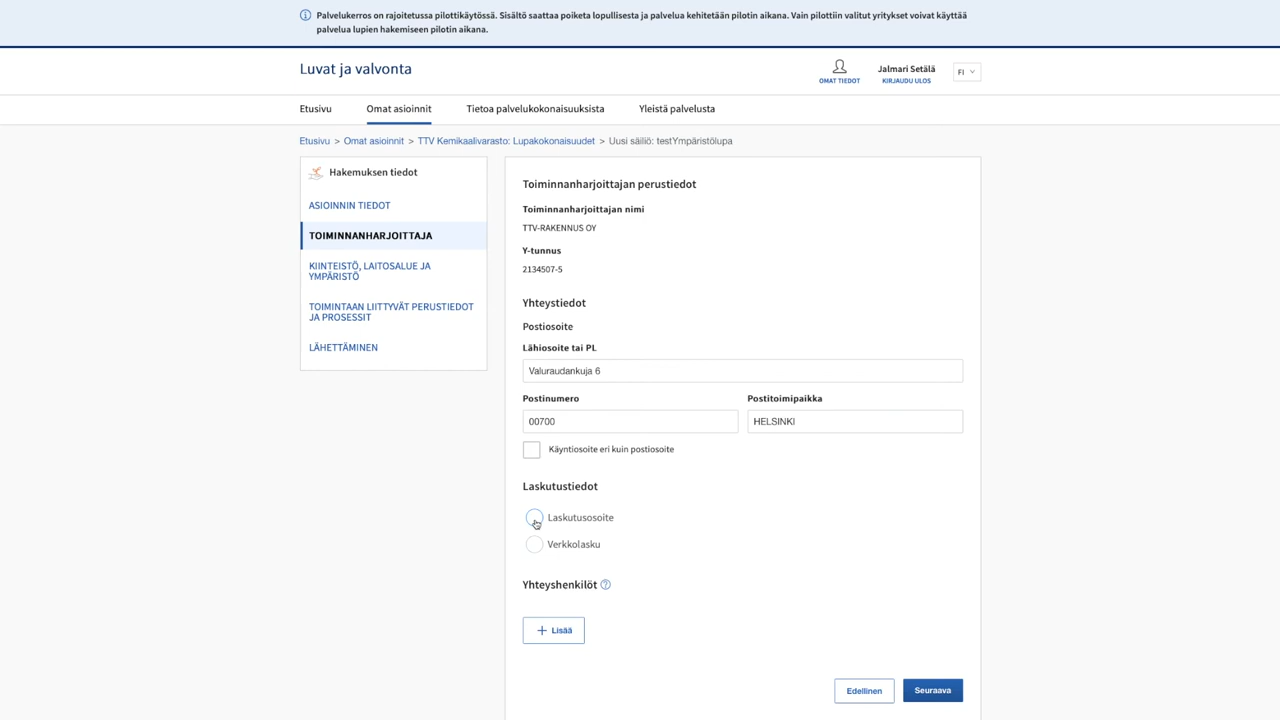 Palvelukerros on rajoitetussa pilottikäytössä. Sisältö saattaa poiketa lopullisesta ja palvelua kehitetään pilotin aikana. Vain pilottiin valitut yritykset voivat käyttää
palvelua lupien hakemiseen pilotin aikana.
Luvat ja valvonta
OMAT TIEDOT
Jalmari Setälä
KIRJAUDU ULOS
FI
Etusivu
Omat asioinnit
Tietoa palvelukokonaisuuksista
Yleistä palvelusta
Etusivu > Omat asioinnit > TTV Kemikaalivarasto: Lupakokonaisuudet > Uusi säiliö: testYmpäristölupa
Hakemuksen tiedot
ASIOINNIN TIEDOT
TOIMINNANHARJOITTAJA
KIINTEISTÖ, LAITOSALUE JA
YMPÄRISTÖ
TOIMINTAAN LIITTYVÄT PERUSTIEDOT
JA PROSESSIT
LÄHETTÄMINEN
Toiminnanharjoittajan perustiedot
Toiminnanharjoittajan nimi
TTV-RAKENNUS OY
Y-tunnus
2134507-5
Yhteystiedot
Postiosoite
Lähiosoite tai PL
Valuraudankuja 6
Postinumero
Postitoimipaikka
00700
HELSINKI
Käyntiosoite eri kuin postiosoite
Laskutustiedot
Laskutusosoite
Verkkolasku
Yhteyshenkilöt ?
+ Lisää
Edellinen
Seuraava